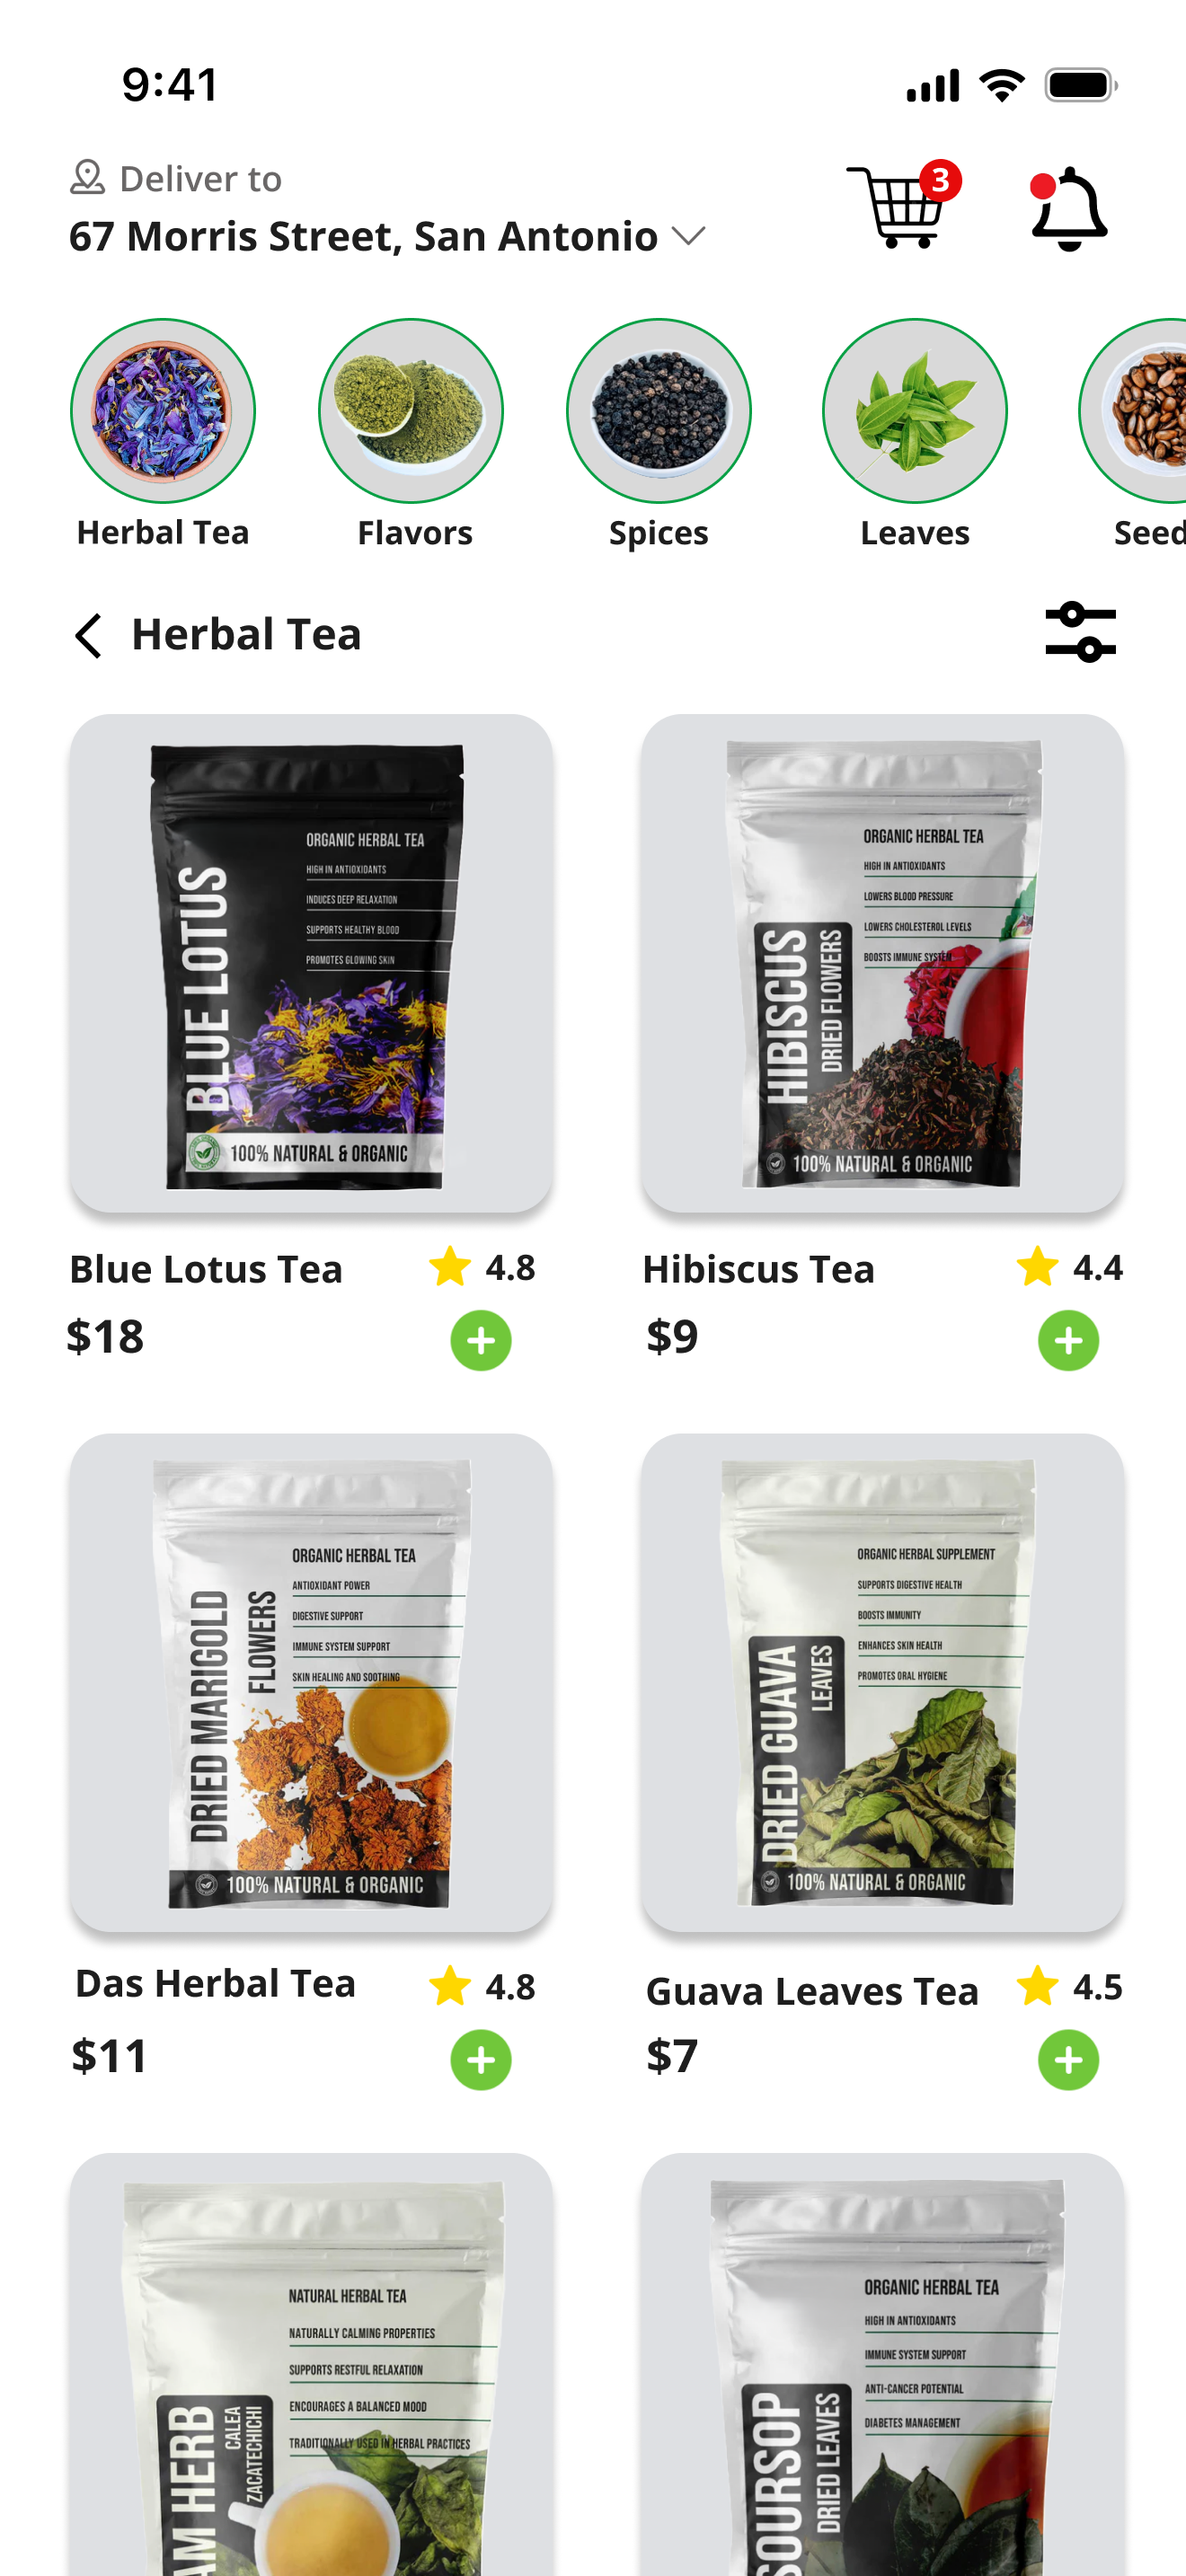 9:41
Deliver to
67 Morris Street, San Antonio
3
Herbal Tea
Flavors
Spices
Leaves
Seed
Herbal Tea
ORGANIC HERBAL TEA
HIGH IN ANTIOXIDANTS
INDUCES DEEP RELAXATION
SUPPORTS HEALTHY BLOOD
PROMOTES GLOWING SKIN
BLUE LOTUS
100% NATURAL & ORGANIC
ORGANIC HERBAL TEA
HIGH IN ANTIOXIDANTS
LOWERS BLOOD PRESSURE
LOWERS CHOLESTEROL LEVELS
BOOSTS IMMUNE SYSTEM
HIBISCUS
DRIED FLOWERS
100% NATURAL & ORGANIC
Blue Lotus Tea
4.8
$18
Hibiscus Tea
4.4
$9
ORGANIC HERBAL TEA
ANTIOXIDANT POWER
DIGESTIVE SUPPORT
IMMUNE SYSTEM SUPPORT
SKIN HEALING AND SOOTHING
DRIED MARIGOLD
FLOWERS
100% NATURAL & ORGANIC
ORGANIC HERBAL SUPPLEMENT
SUPPORTS DIGESTIVE HEALTH
BOOSTS IMMUNITY
ENHANCES SKIN HEALTH
PROMOTES ORAL HYGIENE
DRIED GUAVA
LEAVES
100% NATURAL & ORGANIC
Das Herbal Tea
4.8
$11
Guava Leaves Tea
4.5
$7
NATURAL HERBAL TEA
NATURALLY CALMING PROPERTIES
SUPPORTS RESTFUL RELAXATION
ENCOURAGES A BALANCED MOOD
TRADITIONALLY USED IN HERBAL PRACTICES
AM HERB
CALEA
ZACATECHICHI
ORGANIC HERBAL TEA
HIGH IN ANTIOXIDANTS
IMMUNE SYSTEM SUPPORT
ANTI-CANCER POTENTIAL
DIABETES MANAGEMENT
SOURSOP
DRIED LEAVES